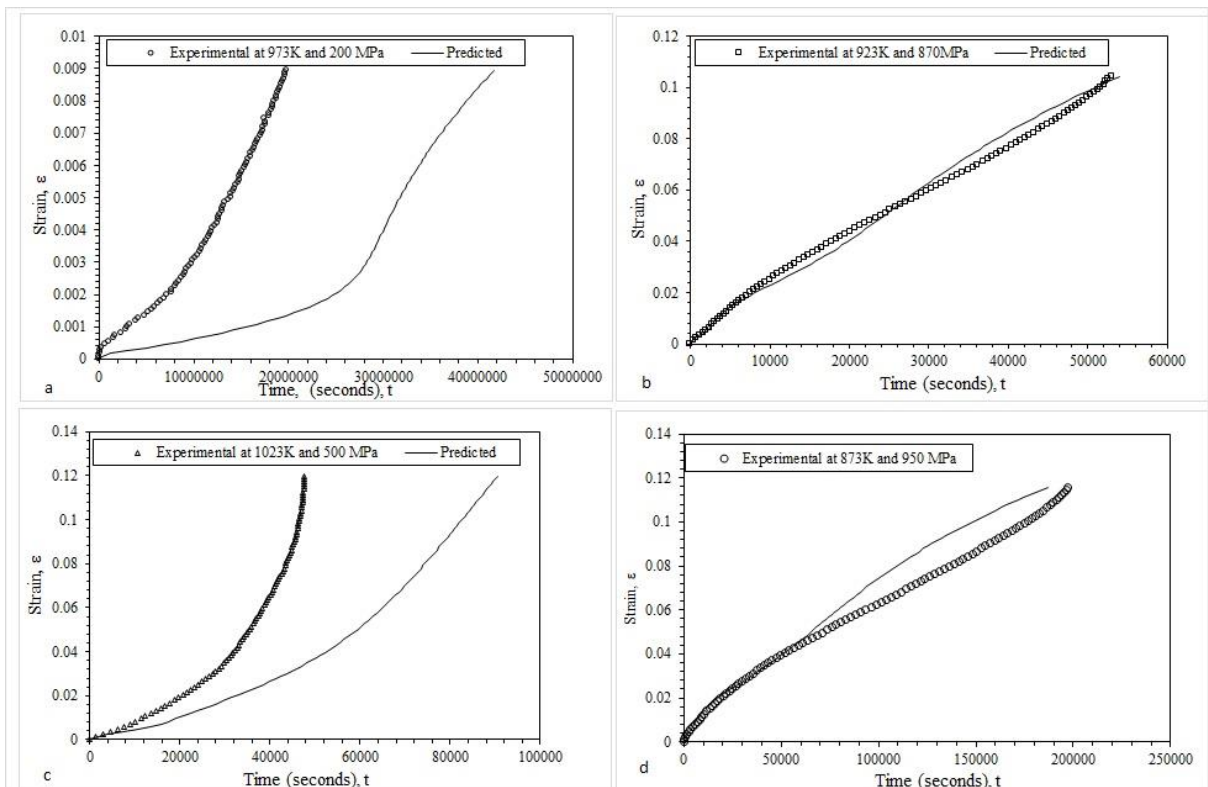 Experimental at 973K and 200 MPa Predicted
0.01
0.009
0.008
0.007
0.006
0.005
0.004
0.003
0.002
0.001
0
Strain, ε
0 10000000 20000000 30000000 40000000 50000000
Time, (seconds), t
a
Experimental at 923K and 870MPa Predicted
0.12
0.1
0.08
0.06
0.04
0.02
0
Strain, ε
0 10000 20000 30000 40000 50000 60000
Time (seconds), t
b
Experimental at 1023K and 500 MPa Predicted
0.14
0.12
0.1
0.08
0.06
0.04
0.02
0
Strain, ε
0 20000 40000 60000 80000 100000
Time (seconds), t
c
Experimental at 873K and 950 MPa
0.14
0.12
0.1
0.08
0.06
0.04
0.02
0
Strain, ε
0 50000 100000 150000 200000 250000
Time (seconds), t
d